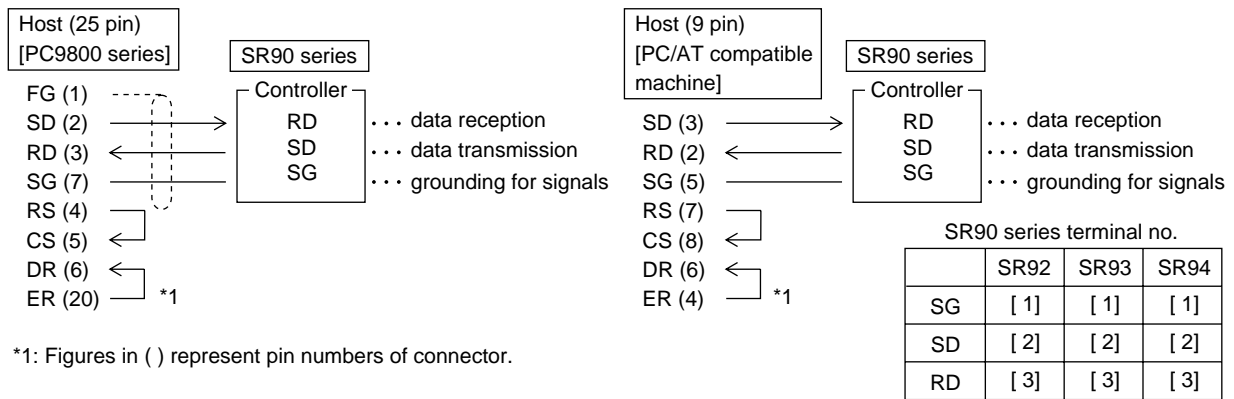 Host (25 pin)
[PC9800 series]
SR90 series
Controller
FG (1)
SD (2)
RD (3)
SG (7)
RS (4)
CS (5)
DR (6)
ER (20)
*1
RD
SD
SG
··· data reception
··· data transmission
··· grounding for signals
*1: Figures in ( ) represent pin numbers of connector.
Host (9 pin)
[PC/AT compatible
machine]
SR90 series
Controller
SD (3)
RD (2)
SG (5)
RS (7)
CS (8)
DR (6)
ER (4)
*1
RD
SD
SG
··· data reception
··· data transmission
··· grounding for signals
SR90 series terminal no.
SR92 SR93 SR94
SG [ 1] [ 1] [ 1]
SD [ 2] [ 2] [ 2]
RD [ 3] [ 3] [ 3]